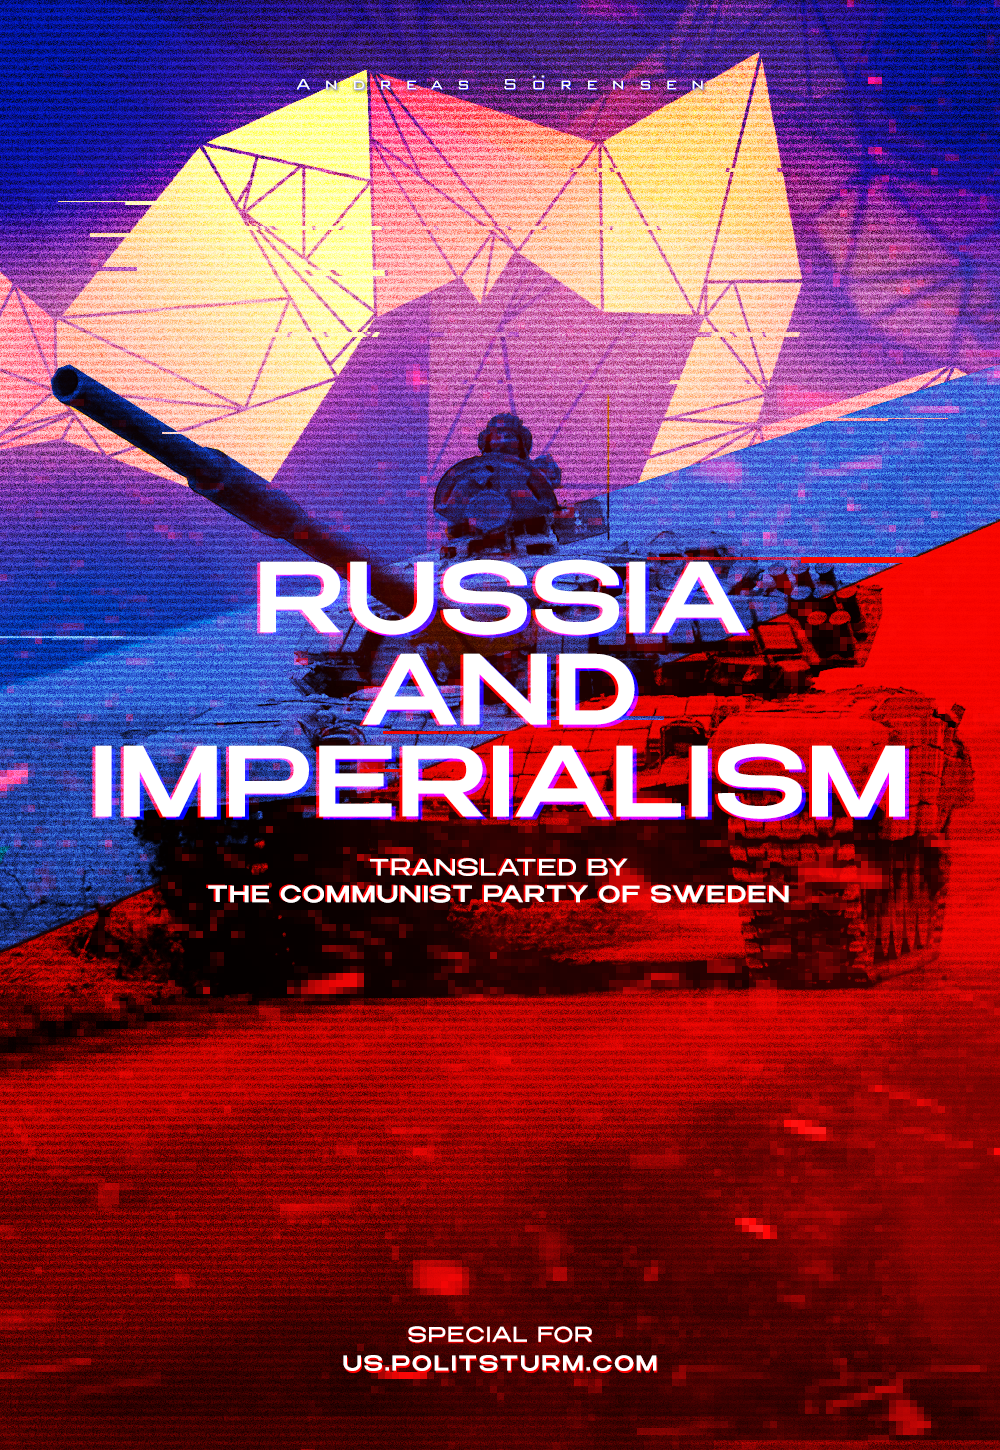 Andreas Sörensen
RUSSIA
AND
IMPERIALISM
TRANSLATED BY
THE COMMUNIST PARTY OF SWEDEN
SPECIAL FOR
US.POLITSTURM.COM